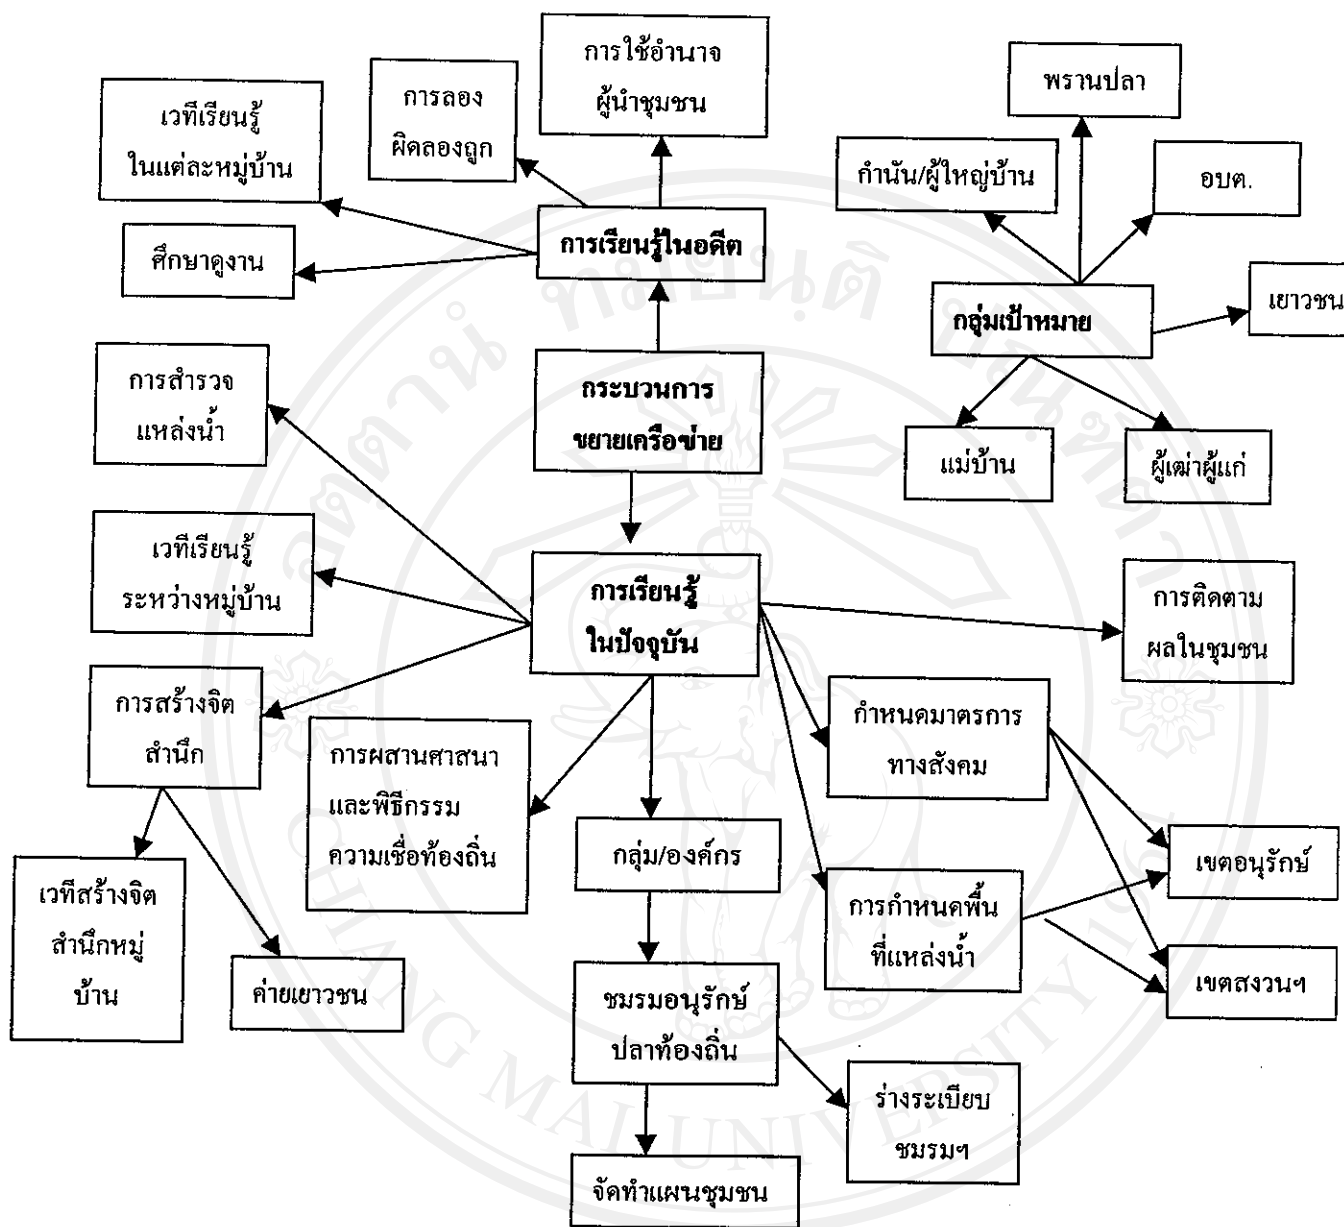 การใช้อำนาจ
ผู้นำชุมชน
พรานปลา
การลอง
ผิดลองถูก
เวทีเรียนรู้
ในแต่ละหมู่บ้าน
กำนัน/ผู้ใหญ่บ้าน
อบต.
การเรียนรู้ในอดีต
ศึกษาดูงาน
เยาวชน
กลุ่มเป้าหมาย
การสำรวจ
แหล่งน้ำ
กระบวนการ
ขยายเครือข่าย
แม่บ้าน
ผู้เฒ่าผู้แก่
เวทีเรียนรู้
ระหว่างหมู่บ้าน
การเรียนรู้
ในปัจจุบัน
การติดตาม
ผลในชุมชน
การสร้างจิต
สำนึก
การผสานศาสนา
และพิธีกรรม
ความเชื่อท้องถิ่น
กำหนดมาตรการ
ทางสังคม
กลุ่ม/องค์กร
เขตอนุรักษ์
เวทีสร้างจิต
สำนึกหมู่
บ้าน
การกำหนดพื้น
ที่แหล่งน้ำ
ค่ายเยาวชน
เขตสงวนฯ
ชมรมอนุรักษ์
ปลาท้องถิ่น
ร่างระเบียบ
ชมรมฯ
จัดทำแผนชุมชน
CHIANG MAI UNIVERSITY 1964